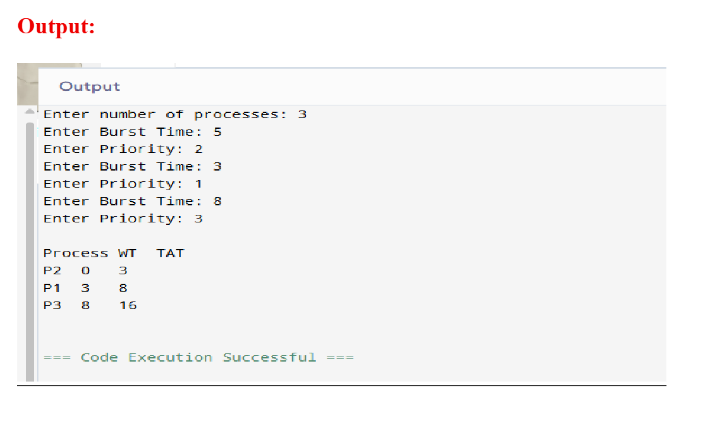 Output:
Output
Enter number of processes: 3
Enter Burst Time: 5
Enter Priority: 2
Enter Burst Time: 3
Enter Priority: 1
Enter Burst Time: 8
Enter Priority: 3
Process WT TAT
P2 0 3
P1 3 8
P3 8 16
=== Code Execution Successful ===